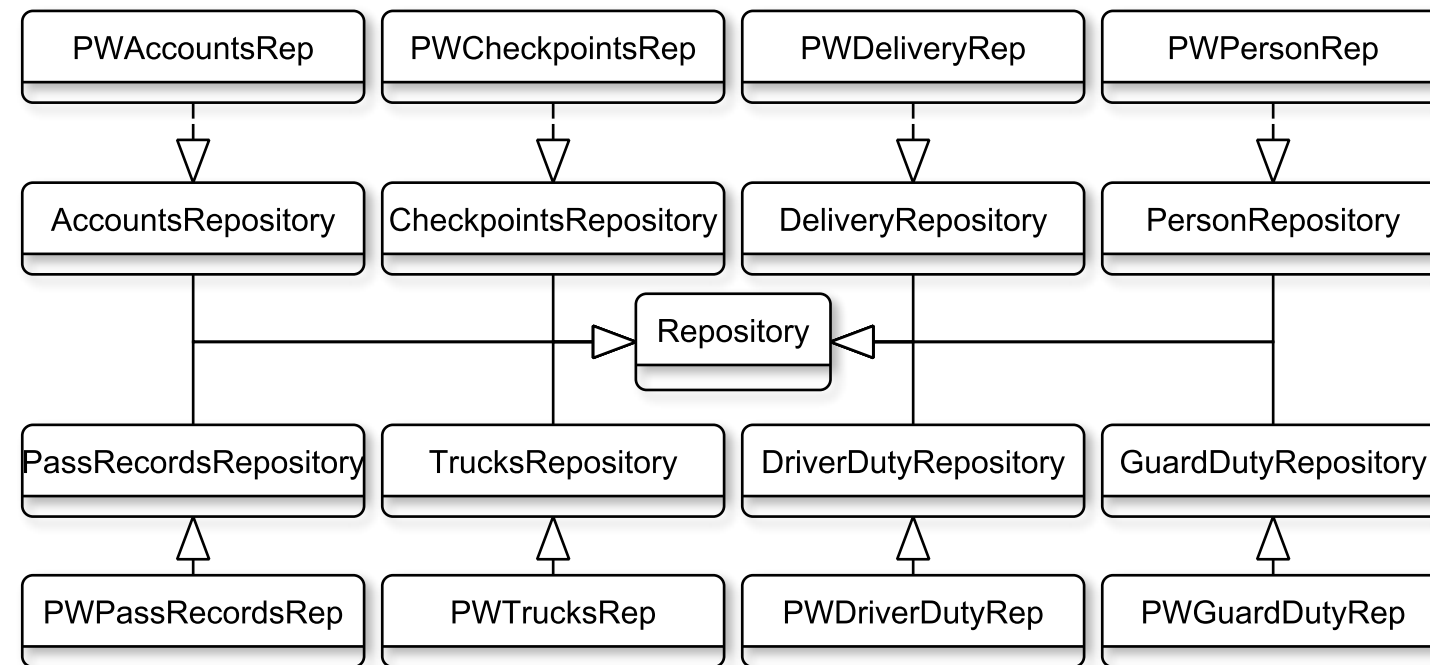 PWAccountsRep
PWCheckpointsRep
PWDeliveryRep
PWPersonRep
AccountsRepository
CheckpointsRepository
DeliveryRepository
PersonRepository
Repository
PassRecordsRepository
TrucksRepository
DriverDutyRepository
GuardDutyRepository
PWPassRecordsRep
PWTrucksRep
PWDriverDutyRep
PWGuardDutyRep